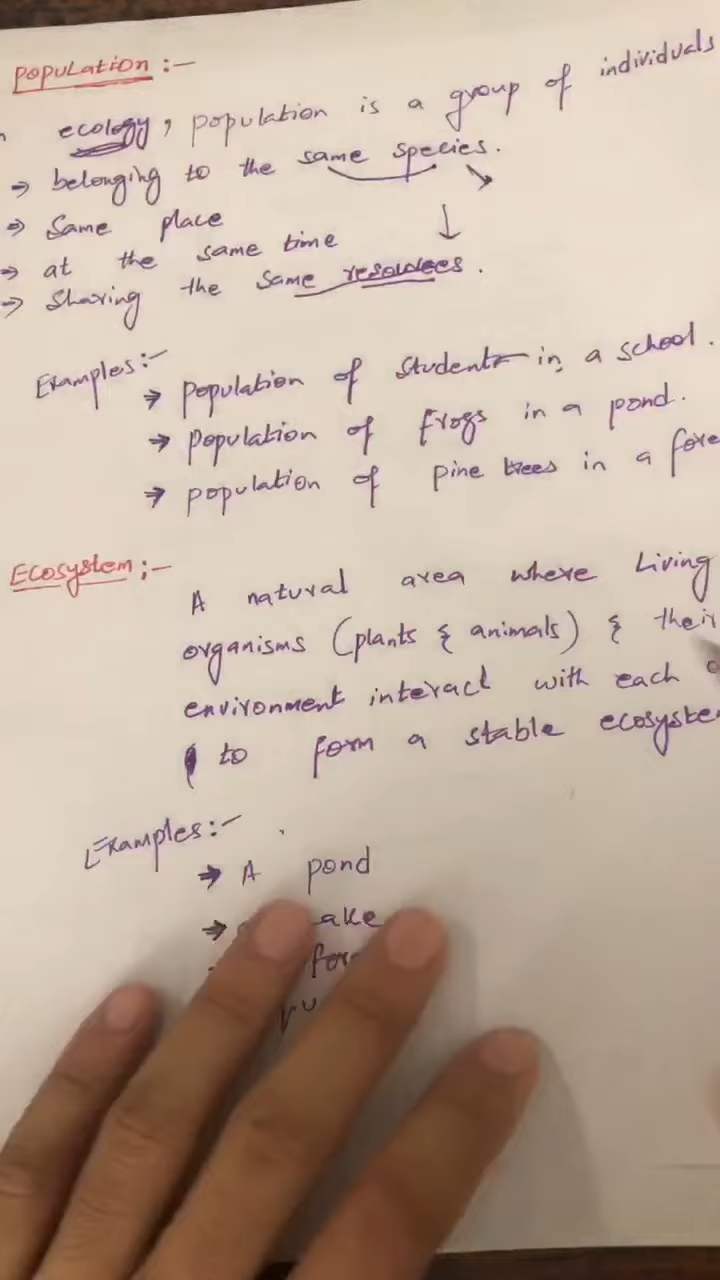 Population :-
ecology, population is a group of individuals
→ belonging to the same species.
→ Same place
→ at the same time
→ Sharing the same resources.
Examples:-
→ Population of Students in a school.
→ population of frogs in a pond.
→ population of pine trees in a
Ecosystem :-
A natural area where Living
organisms (plants & animals) & their
environment interact with each
to form a stable
Examples:-
→ A pond
→